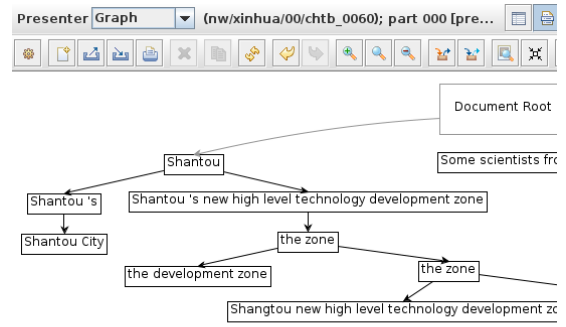 Presenter Graph (nw/xinhua/00/chtb_0060); part 000 [pre...
Document Root
Shantou
Some scientists fro
Shantou 's
Shantou 's new high level technology development zone
Shantou City
the zone
the development zone
the zone
Shangtou new high level technology development zo